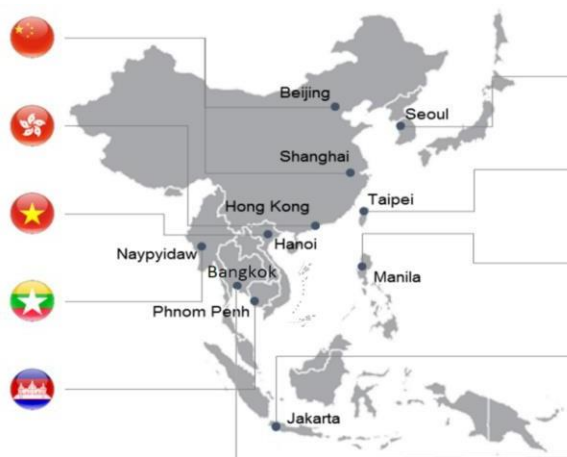 Beijing
Seoul
Shanghai
Hong Kong
Taipei
Hanoi
Naypyidaw
Bangkok
Manila
Phnom Penh
Jakarta